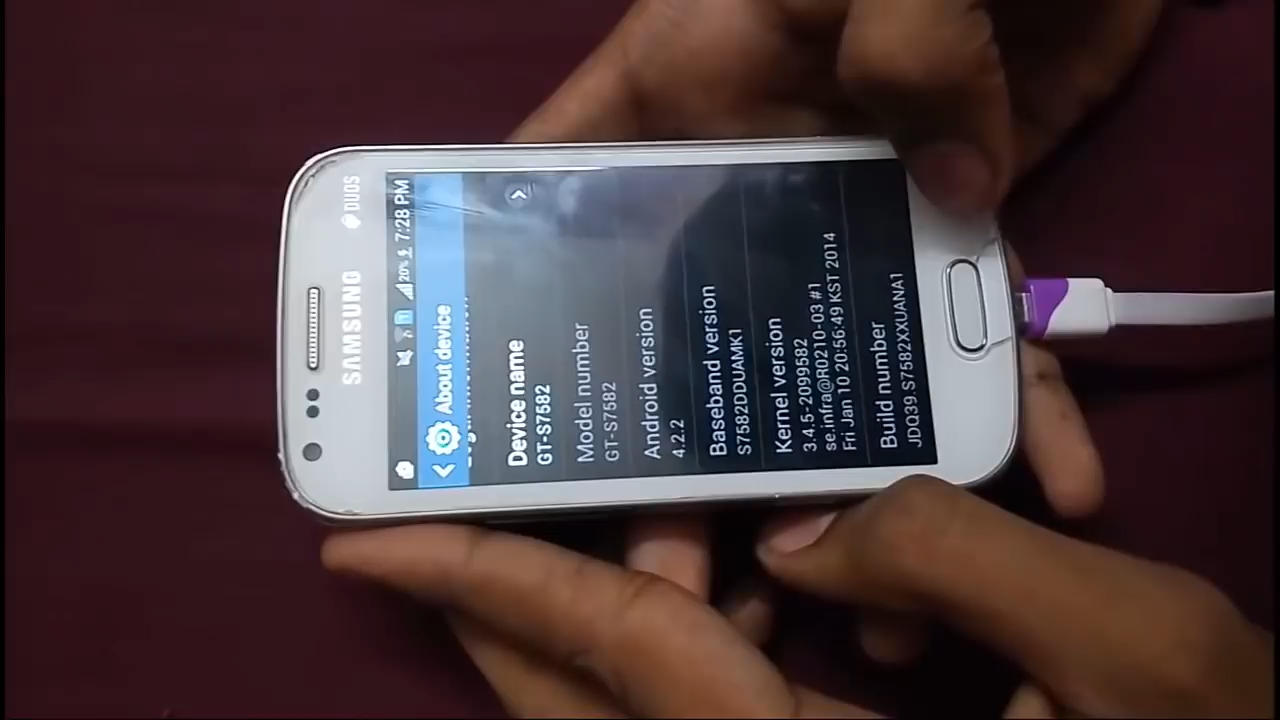 SAMSUNG
DUOS
20% 7:28 PM
About device
Device name
GT-S7582
Model number
GT-S7582
Android version
4.2.2
Baseband version
S7582DDUAMK1
Kernel version
3.4.5-2099582
se.infra@R0210-03 #1
Fri Jan 10 20:56:49 KST 2014
Build number
JDQ39.S7582XXUANA1